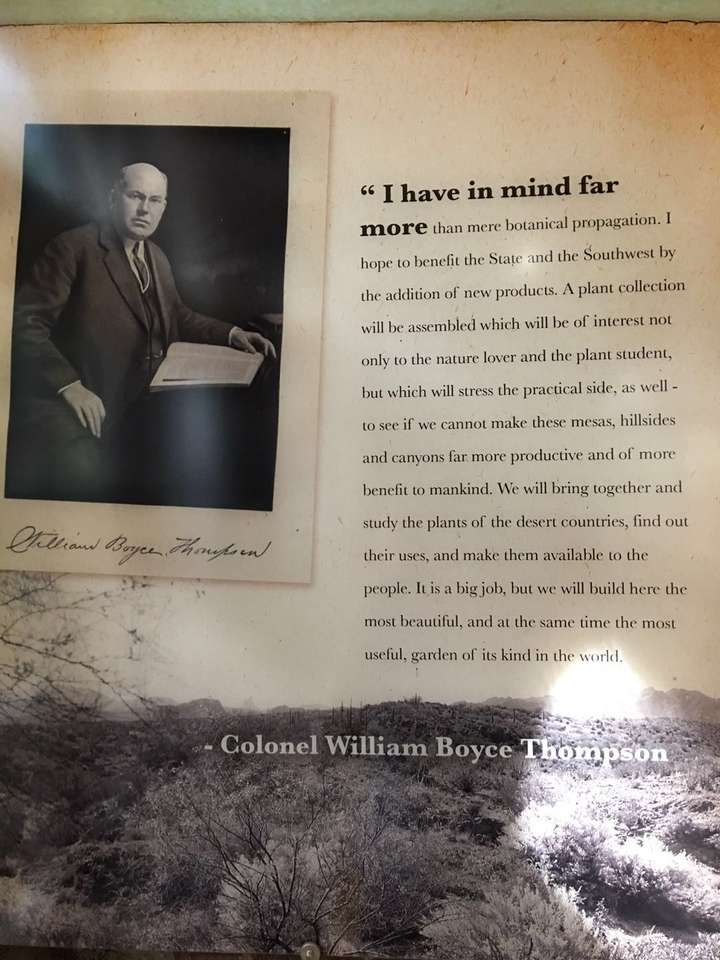 “ I have in mind far
more than mere botanical propagation. I
hope to benefit the State and the Southwest by
the addition of new products. A plant collection
will be assembled which will be of interest not
only to the nature lover and the plant student,
but which will stress the practical side, as well -
to see if we cannot make these mesas, hillsides
and canyons far more productive and of more
benefit to mankind. We will bring together and
study the plants of the desert countries, find out
their uses, and make them available to the
people. It is a big job, but we will build here the
most beautiful, and at the same time the most
useful, garden of its kind in the world.
- Colonel William Boyce Thompson
William Boyce Thompson